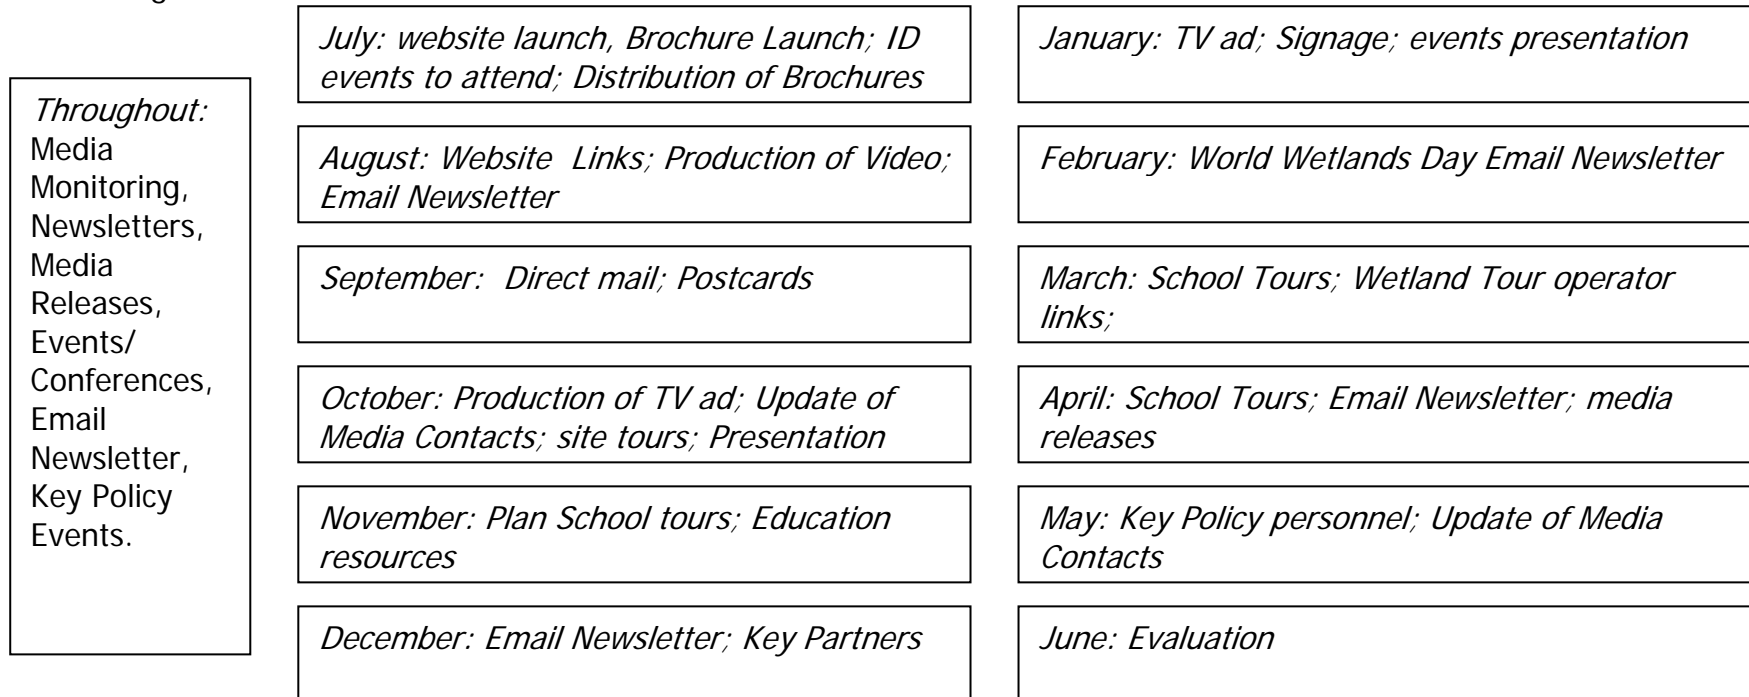 Throughout:
Media
Monitoring,
Newsletters,
Media
Releases,
Events/
Conferences,
Email
Newsletter,
Key Policy
Events.
July: website launch, Brochure Launch; ID
events to attend; Distribution of Brochures
August: Website  Links; Production of Video;
Email Newsletter
September:  Direct mail; Postcards
October: Production of TV ad; Update of
Media Contacts; site tours; Presentation
November: Plan School tours; Education
resources
December: Email Newsletter; Key Partners
January: TV ad; Signage; events presentation
February: World Wetlands Day Email Newsletter
March: School Tours; Wetland Tour operator
links;
April: School Tours; Email Newsletter; media
releases
May: Key Policy personnel; Update of Media
Contacts
June: Evaluation